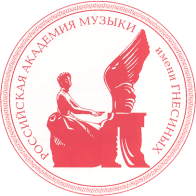 РОССИЙСКАЯ АКАДЕМИЯ МУЗЫКИ
имени ГНЕСИНЫХ